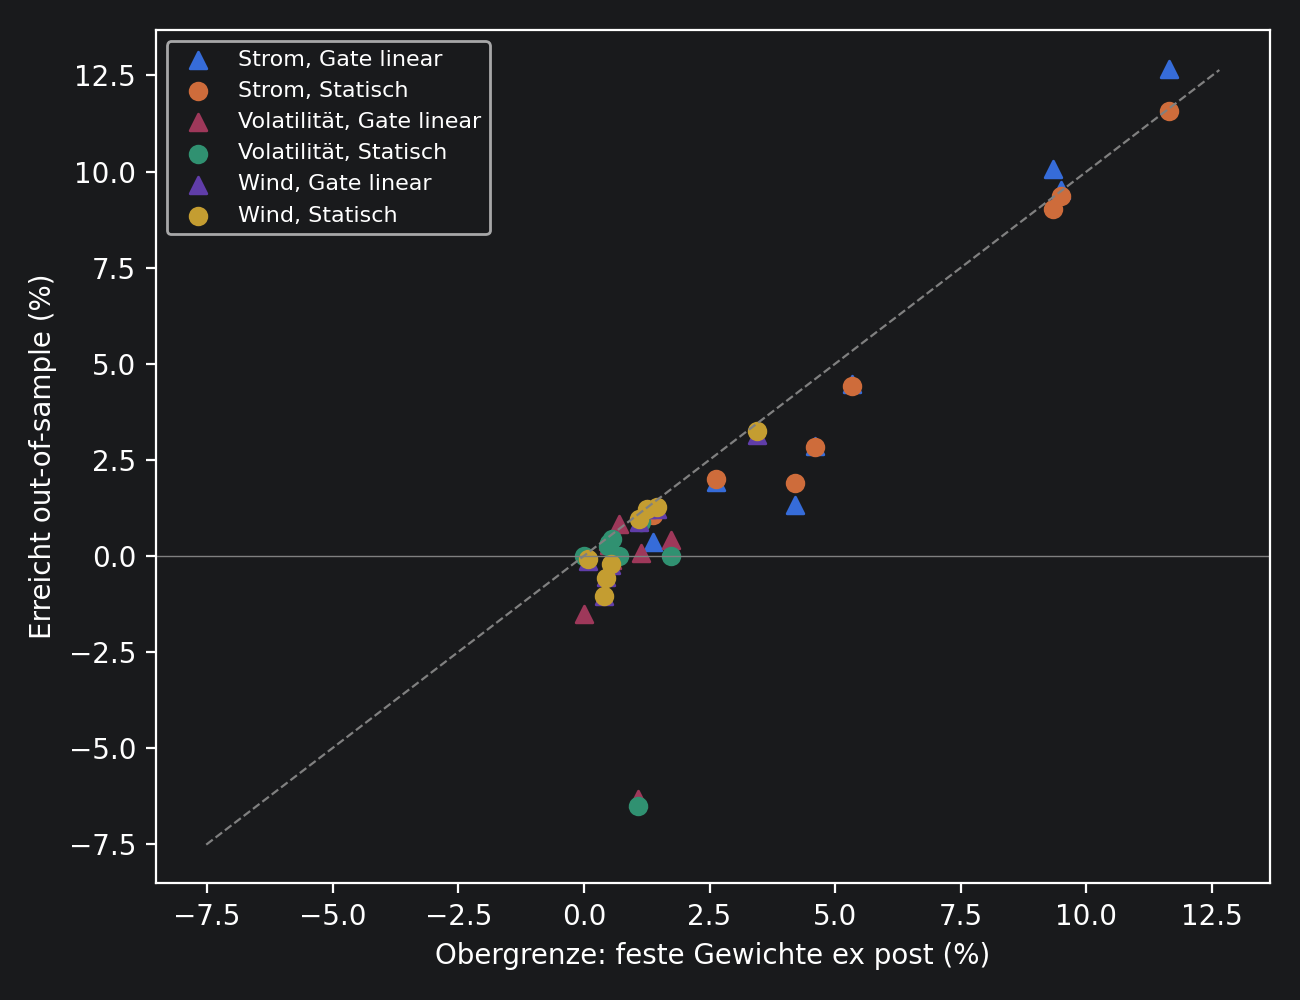 Strom, Gate linear
Strom, Statisch
Volatilität, Gate linear
Volatilität, Statisch
Wind, Gate linear
Wind, Statisch
12.5
10.0
7.5
5.0
2.5
0.0
−2.5
−5.0
−7.5
Erreicht out-of-sample (%)
−7.5 −5.0 −2.5 0.0 2.5 5.0 7.5 10.0 12.5
Obergrenze: feste Gewichte ex post (%)